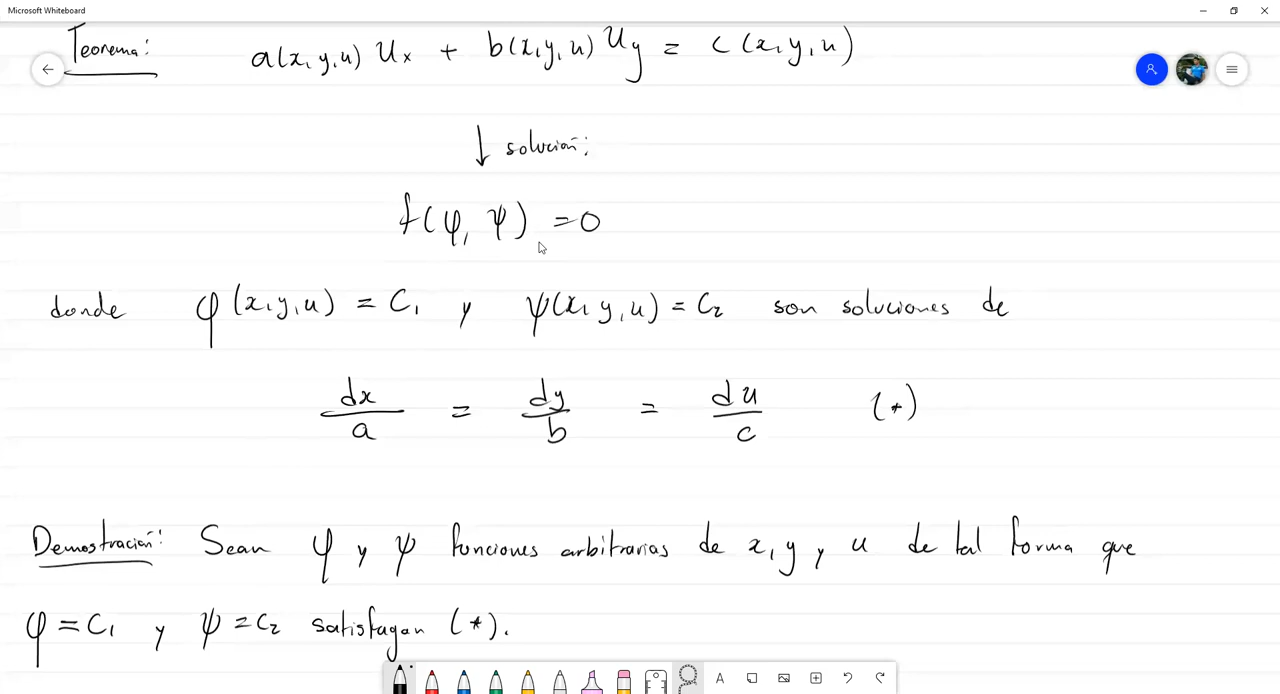 Microsoft Whiteboard
Teorema: a(x,y,u) Ux + b(x,y,u) Uy = c(x,y,u)
↓ solución:
f(φ, ψ) = 0
donde φ(x,y,u) = C₁ y ψ(x,y,u) = C₂ son soluciones de
dx/a = dy/b = du/c (*)
Demostración: Sean φ y ψ funciones arbitrarias de x, y y u de tal forma que
φ = C₁ y ψ = C₂ satisfagan (*).
A